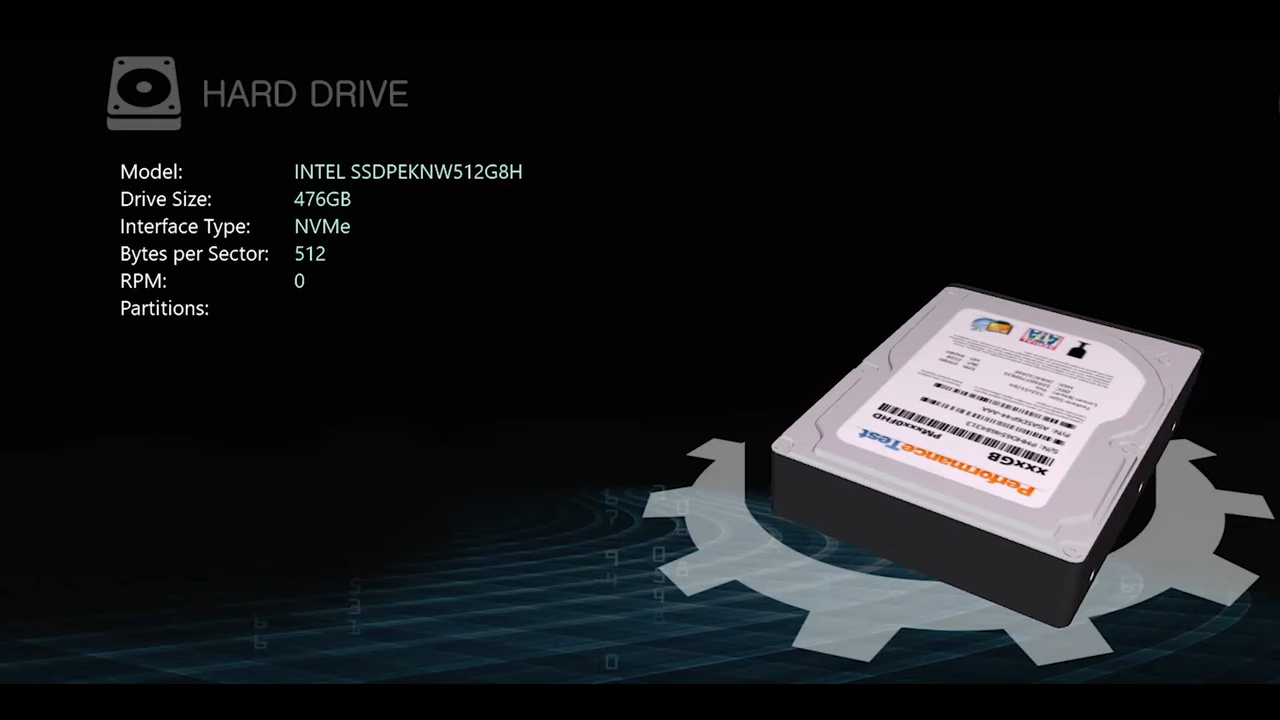 HARD DRIVE
Model: INTEL SSDPEKNW512G8H
Drive Size: 476GB
Interface Type: NVMe
Bytes per Sector: 512
RPM: 0
Partitions:
PerformanceTest
xxxGB
PMxxx0FHD